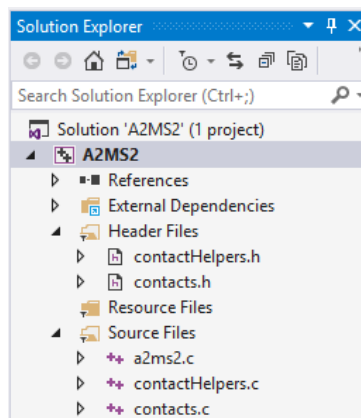 Solution Explorer
Search Solution Explorer (Ctrl+;)
Solution 'A2MS2' (1 project)
A2MS2
References
External Dependencies
Header Files
contactHelpers.h
contacts.h
Resource Files
Source Files
a2ms2.c
contactHelpers.c
contacts.c